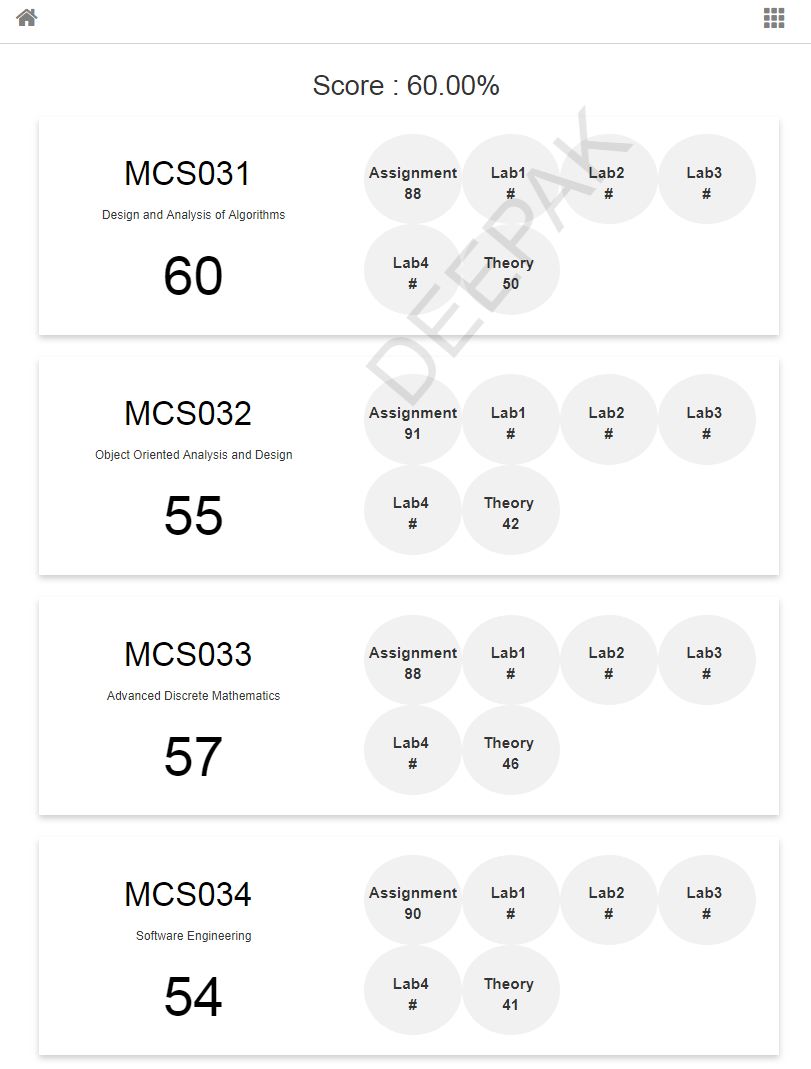 Score : 60.00%
DEEPAK
MCS031
Design and Analysis of Algorithms
60
Assignment
88
Lab1
#
Lab2
#
Lab3
#
Lab4
#
Theory
50
MCS032
Object Oriented Analysis and Design
55
Assignment
91
Lab1
#
Lab2
#
Lab3
#
Lab4
#
Theory
42
MCS033
Advanced Discrete Mathematics
57
Assignment
88
Lab1
#
Lab2
#
Lab3
#
Lab4
#
Theory
46
MCS034
Software Engineering
54
Assignment
90
Lab1
#
Lab2
#
Lab3
#
Lab4
#
Theory
41